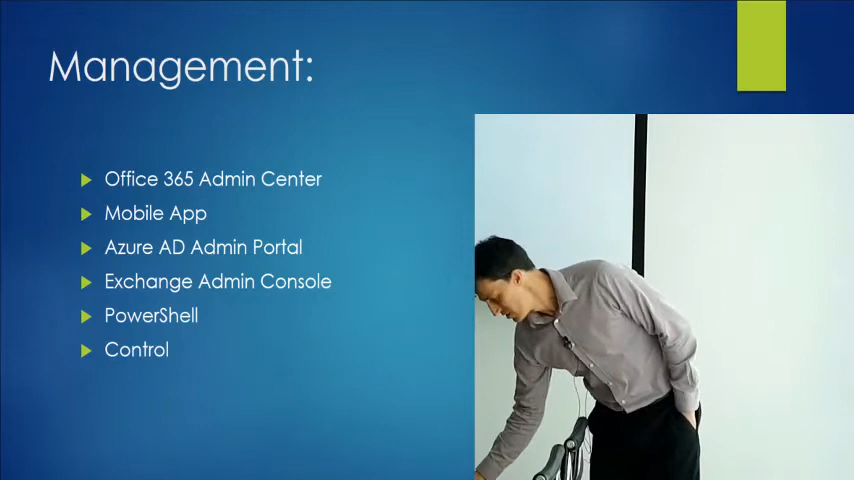 Management:
Office 365 Admin Center
Mobile App
Azure AD Admin Portal
Exchange Admin Console
PowerShell
Control